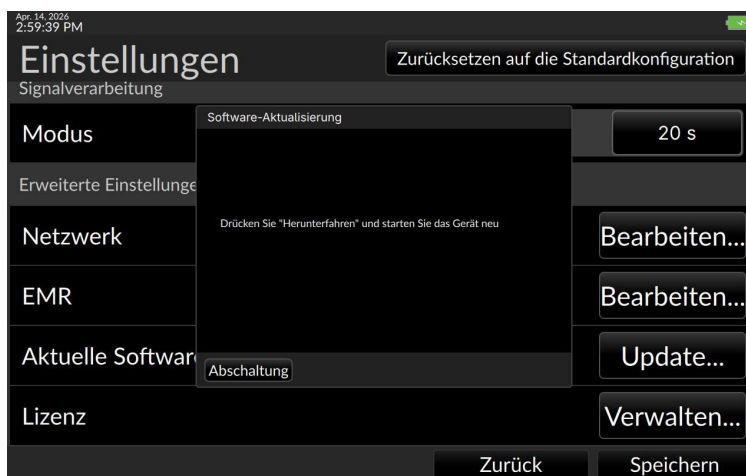 Apr. 14, 2026
2:59:39 PM
Einstellungen
Zurücksetzen auf die Standardkonfiguration
Signalverarbeitung
Modus
20 s
Software-Aktualisierung
Erweiterte Einstellunge
Drücken Sie "Herunterfahren" und starten Sie das Gerät neu
Netzwerk
Bearbeiten...
EMR
Bearbeiten...
Aktuelle Softwar
Update...
Abschaltung
Lizenz
Verwalten...
Zurück
Speichern